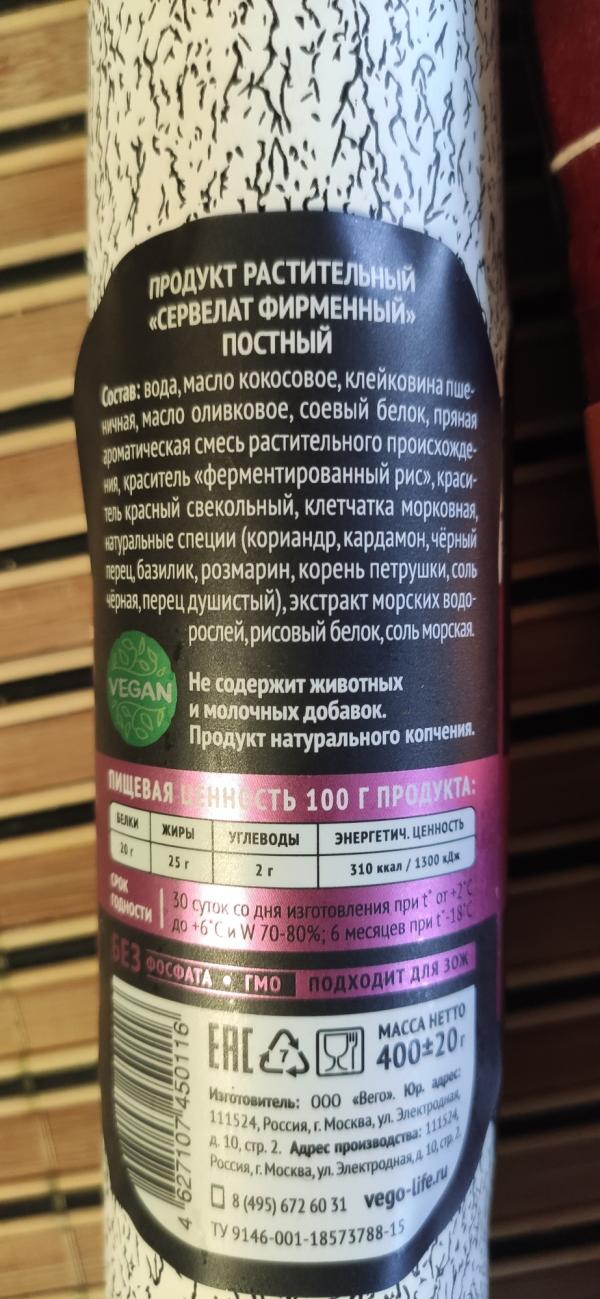 ПРОДУКТ РАСТИТЕЛЬНЫЙ
«СЕРВЕЛАТ ФИРМЕННЫЙ»
ПОСТНЫЙ
Состав: вода, масло кокосовое, клейковина пше-
ничная, масло оливковое, соевый белок, пряная
ароматическая смесь растительного происхожде-
ния, краситель «ферментированный рис», краси-
тель красный свекольный, клетчатка морковная,
натуральные специи (кориандр, кардамон, чёрный
перец, базилик, розмарин, корень петрушки, соль
чёрная, перец душистый), экстракт морских водо-
рослей, рисовый белок, соль морская.
VEGAN
Не содержит животных
и молочных добавок.
Продукт натурального копчения.
ПИЩЕВАЯ ЦЕННОСТЬ 100 Г ПРОДУКТА:
БЕЛКИ ЖИРЫ УГЛЕВОДЫ ЭНЕРГЕТИЧ. ЦЕННОСТЬ
20 г 25 г 2 г 310 ккал / 1300 кДж
СРОК
ГОДНОСТИ
30 суток со дня изготовления при t° от +2°С
до +6°С и W 70-80%; 6 месяцев при t°-18°С
БЕЗ ФОСФАТА • ГМО ПОДХОДИТ ДЛЯ ЗОЖ
EAC 7
МАССА НЕТТО
400±20г
Изготовитель: ООО «Вего». Юр. адрес:
111524, Россия, г. Москва, ул. Электродная,
д. 10, стр. 2. Адрес производства: 111524,
Россия, г. Москва, ул. Электродная, д. 10, стр. 2.
8 (495) 672 60 31 vego-life.ru
ТУ 9146-001-18573788-15
4 627107 450116